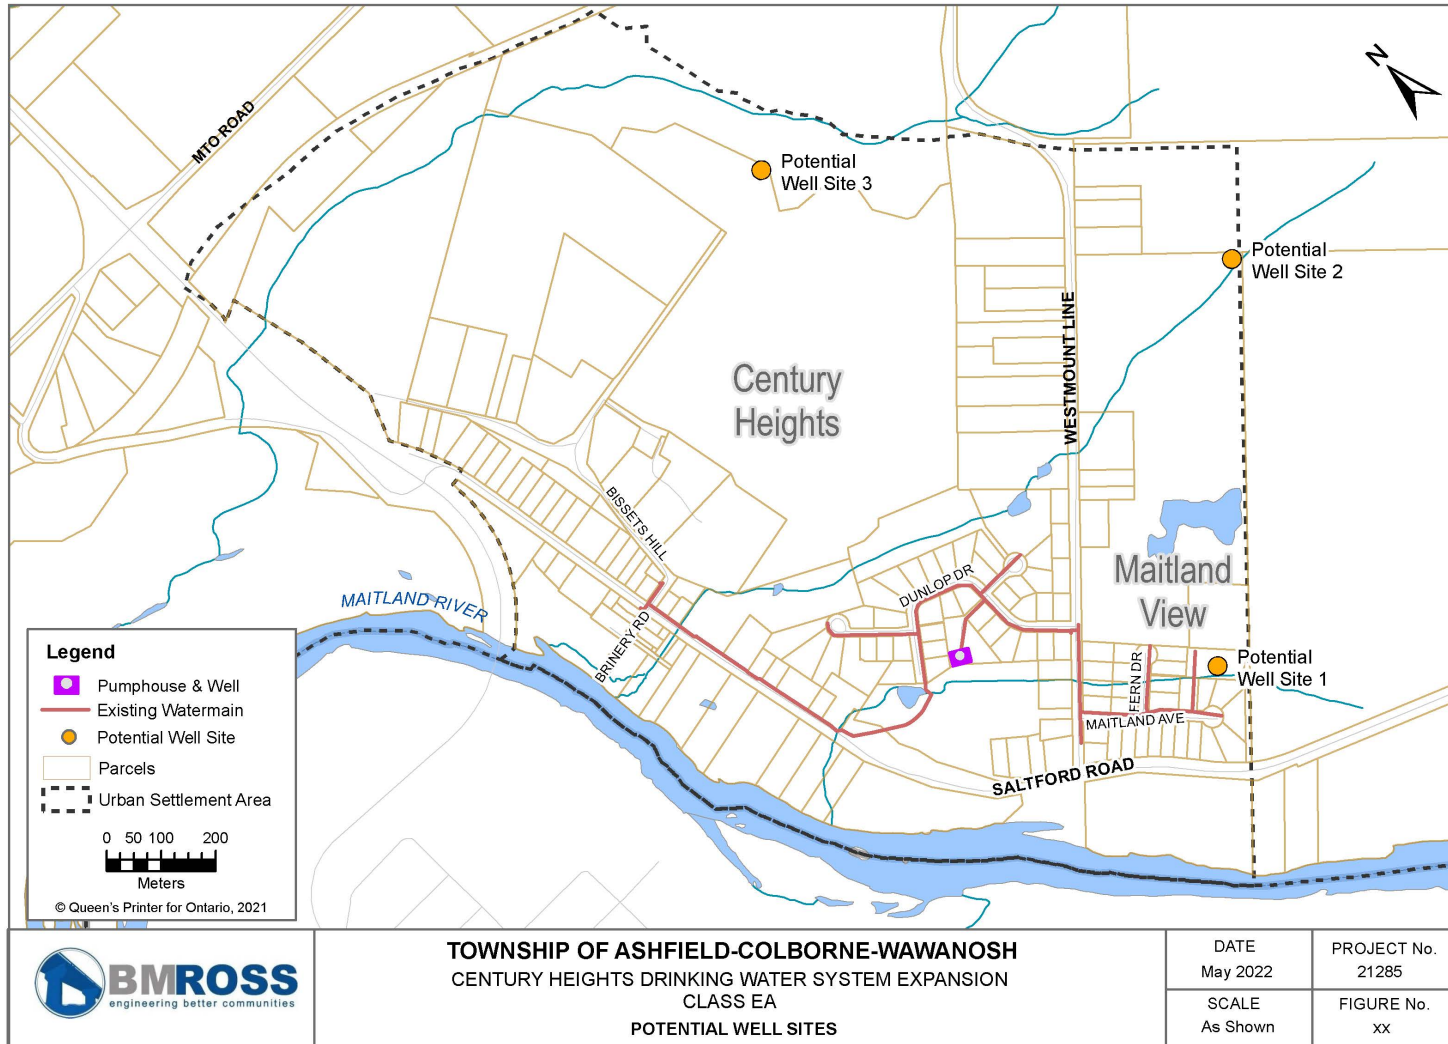 N
MTO ROAD
Potential
Well Site 3
Potential
Well Site 2
WESTMOUNT LINE
Century
Heights
BISSETS HILL
DUNLOP DR
Maitland
View
MAITLAND RIVER
BRINERY RD
Potential
Well Site 1
FERN DR
MAITLAND AVE
SALTFORD ROAD
Legend
Pumphouse & Well
Existing Watermain
Potential Well Site
Parcels
Urban Settlement Area
0 50 100 200
Meters
© Queen's Printer for Ontario, 2021
BMROSS
engineering better communities
TOWNSHIP OF ASHFIELD-COLBORNE-WAWANOSH
CENTURY HEIGHTS DRINKING WATER SYSTEM EXPANSION
CLASS EA
POTENTIAL WELL SITES
DATE
May 2022
PROJECT No.
21285
SCALE
As Shown
FIGURE No.
xx